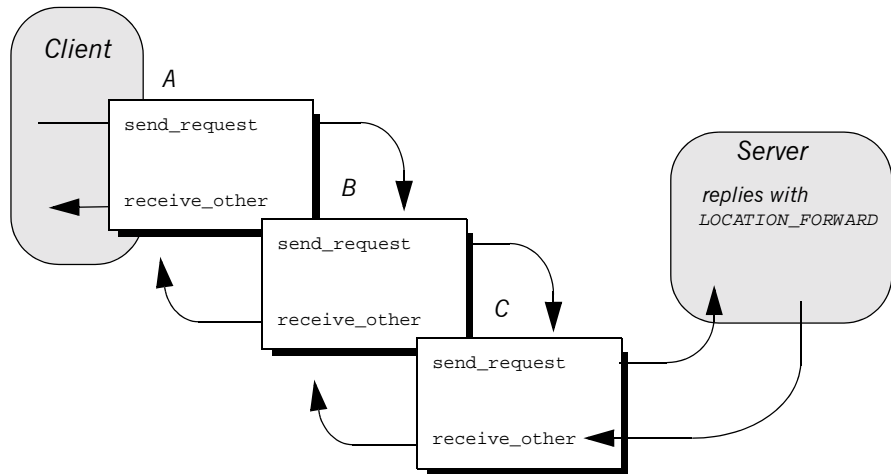 Client
A
send_request
receive_other
B
send_request
receive_other
C
send_request
receive_other
Server
replies with
LOCATION_FORWARD